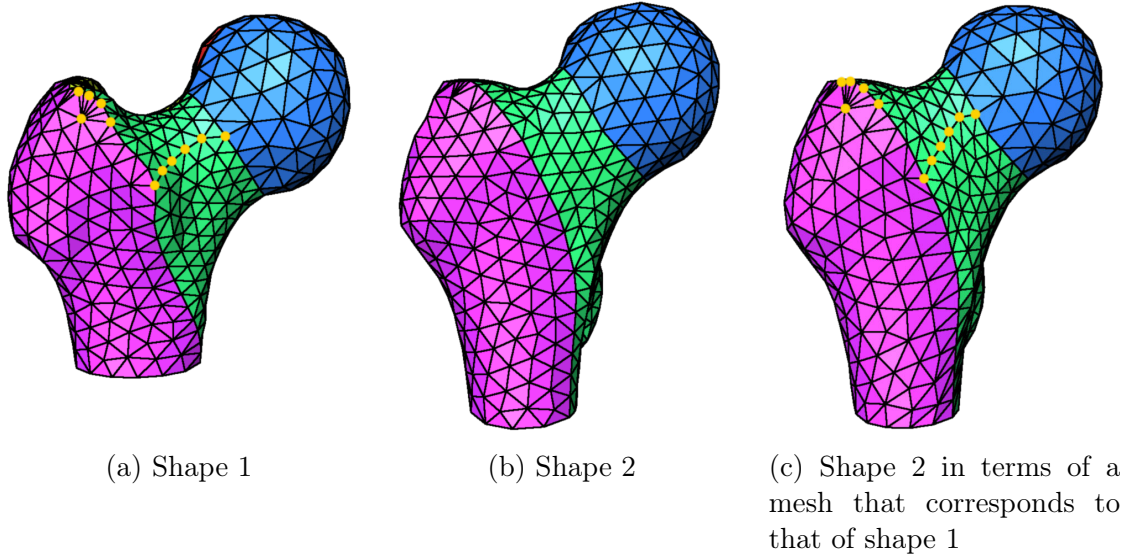 (a) Shape 1
(b) Shape 2
(c) Shape 2 in terms of a
mesh that corresponds to
that of shape 1